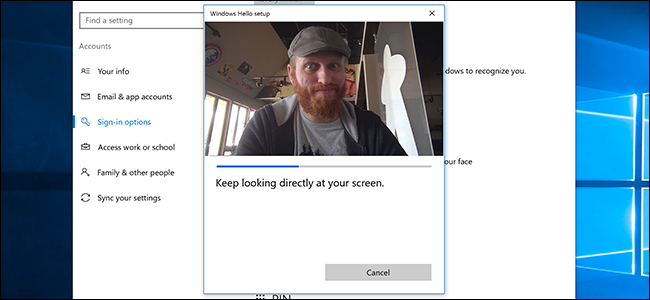 Windows Hello setup
Find a setting
Accounts
Your info
dows to recognize you.
Email & app accounts
Sign-in options
Access work or school
our face
Family & other people
Keep looking directly at your screen.
Sync your settings
Cancel
PIN